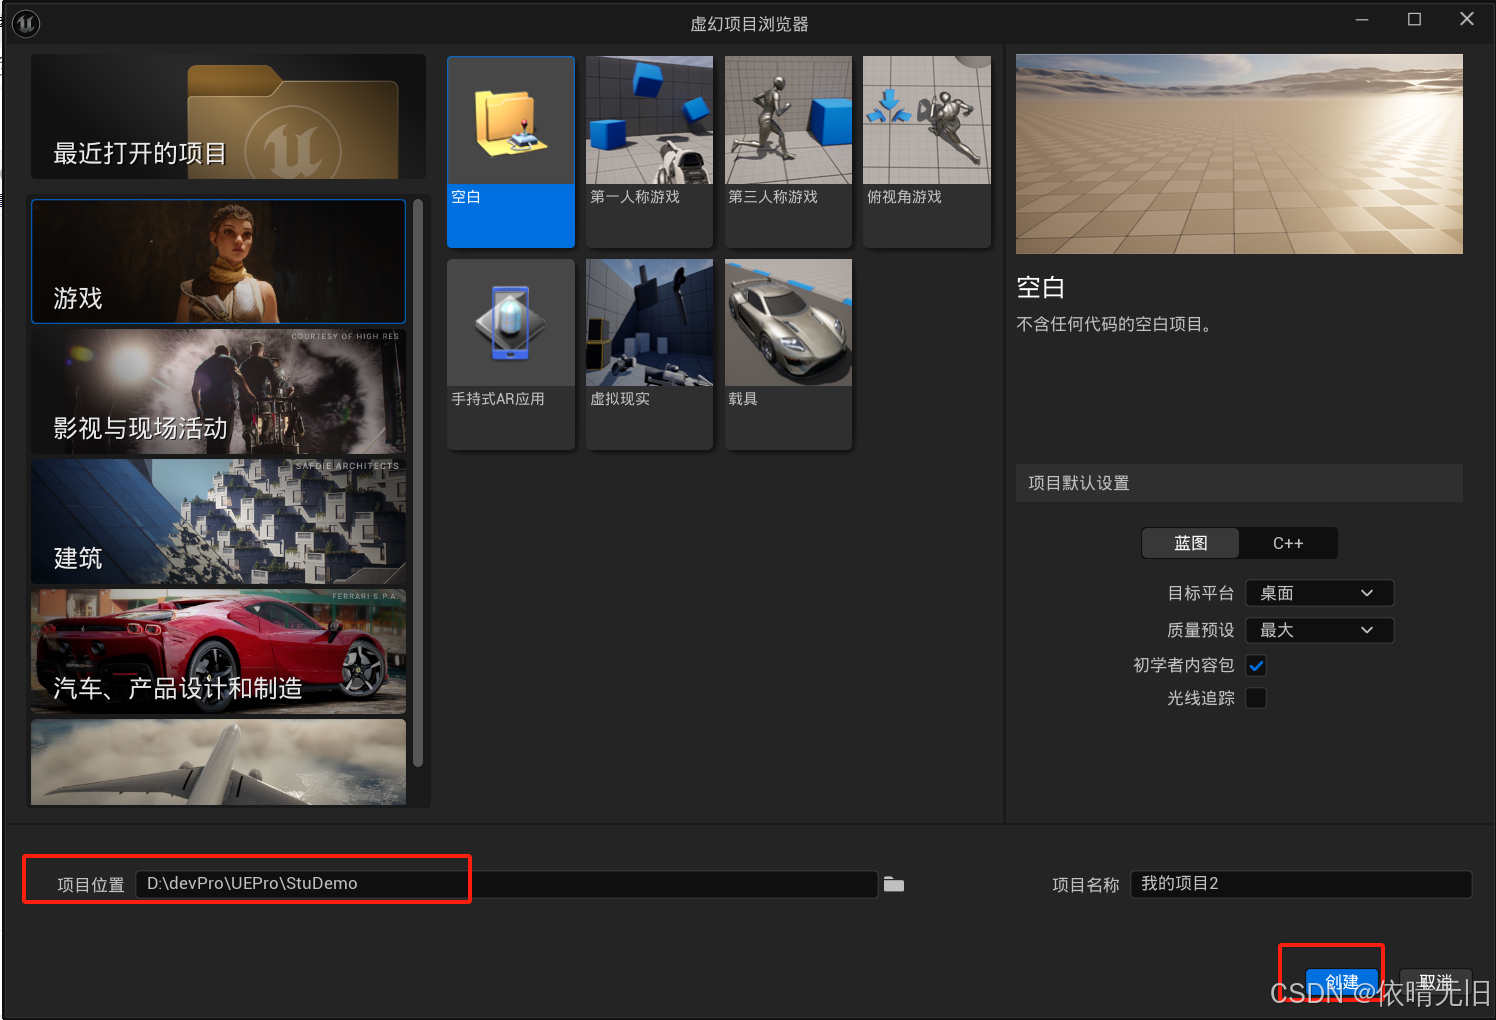 虚幻项目浏览器
最近打开的项目
游戏
COURTESY OF HIGH RES
影视与现场活动
SAFDIE ARCHITECTS
建筑
FERRARI S.P.A.
汽车、产品设计和制造
空白
第一人称游戏
第三人称游戏
俯视角游戏
手持式AR应用
虚拟现实
载具
空白
不含任何代码的空白项目。
项目默认设置
蓝图
C++
目标平台 桌面
质量预设 最大
初学者内容包
光线追踪
项目位置 D:\devPro\UEPro\StuDemo
项目名称 我的项目2
创建
取消
CSDN @依晴无旧